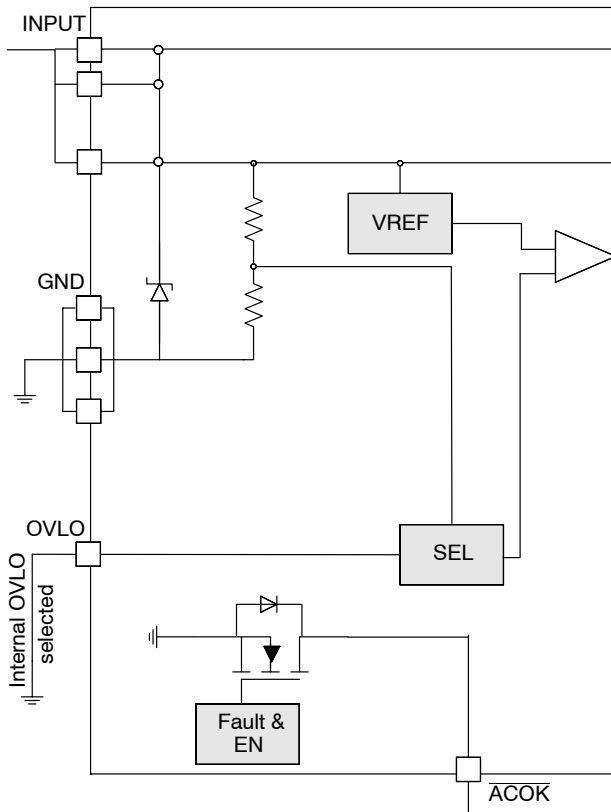 INPUT
VREF
GND
OVLO
SEL
Internal OVLO
selected
Fault &
EN
ACOK